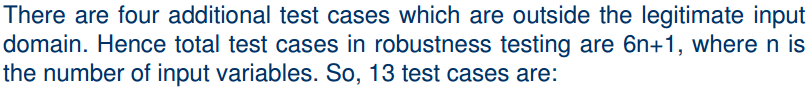 There are four additional test cases which are outside the legitimate input
domain. Hence total test cases in robustness testing are 6n+1, where n is
the number of input variables. So, 13 test cases are: